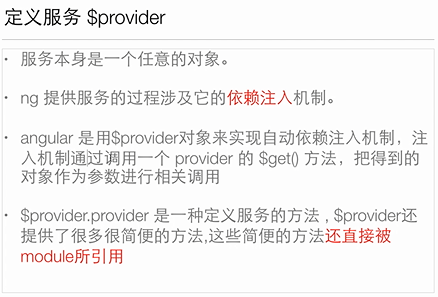 定义服务 $provider
• 服务本身是一个任意的对象。
• ng 提供服务的过程涉及它的依赖注入机制。
• angular 是用$provider对象来实现自动依赖注入机制，注
入机制通过调用一个 provider 的 $get() 方法，把得到的
对象作为参数进行相关调用
• $provider.provider 是一种定义服务的方法 , $provider还
提供了很多很简便的方法,这些简便的方法还直接被
module所引用